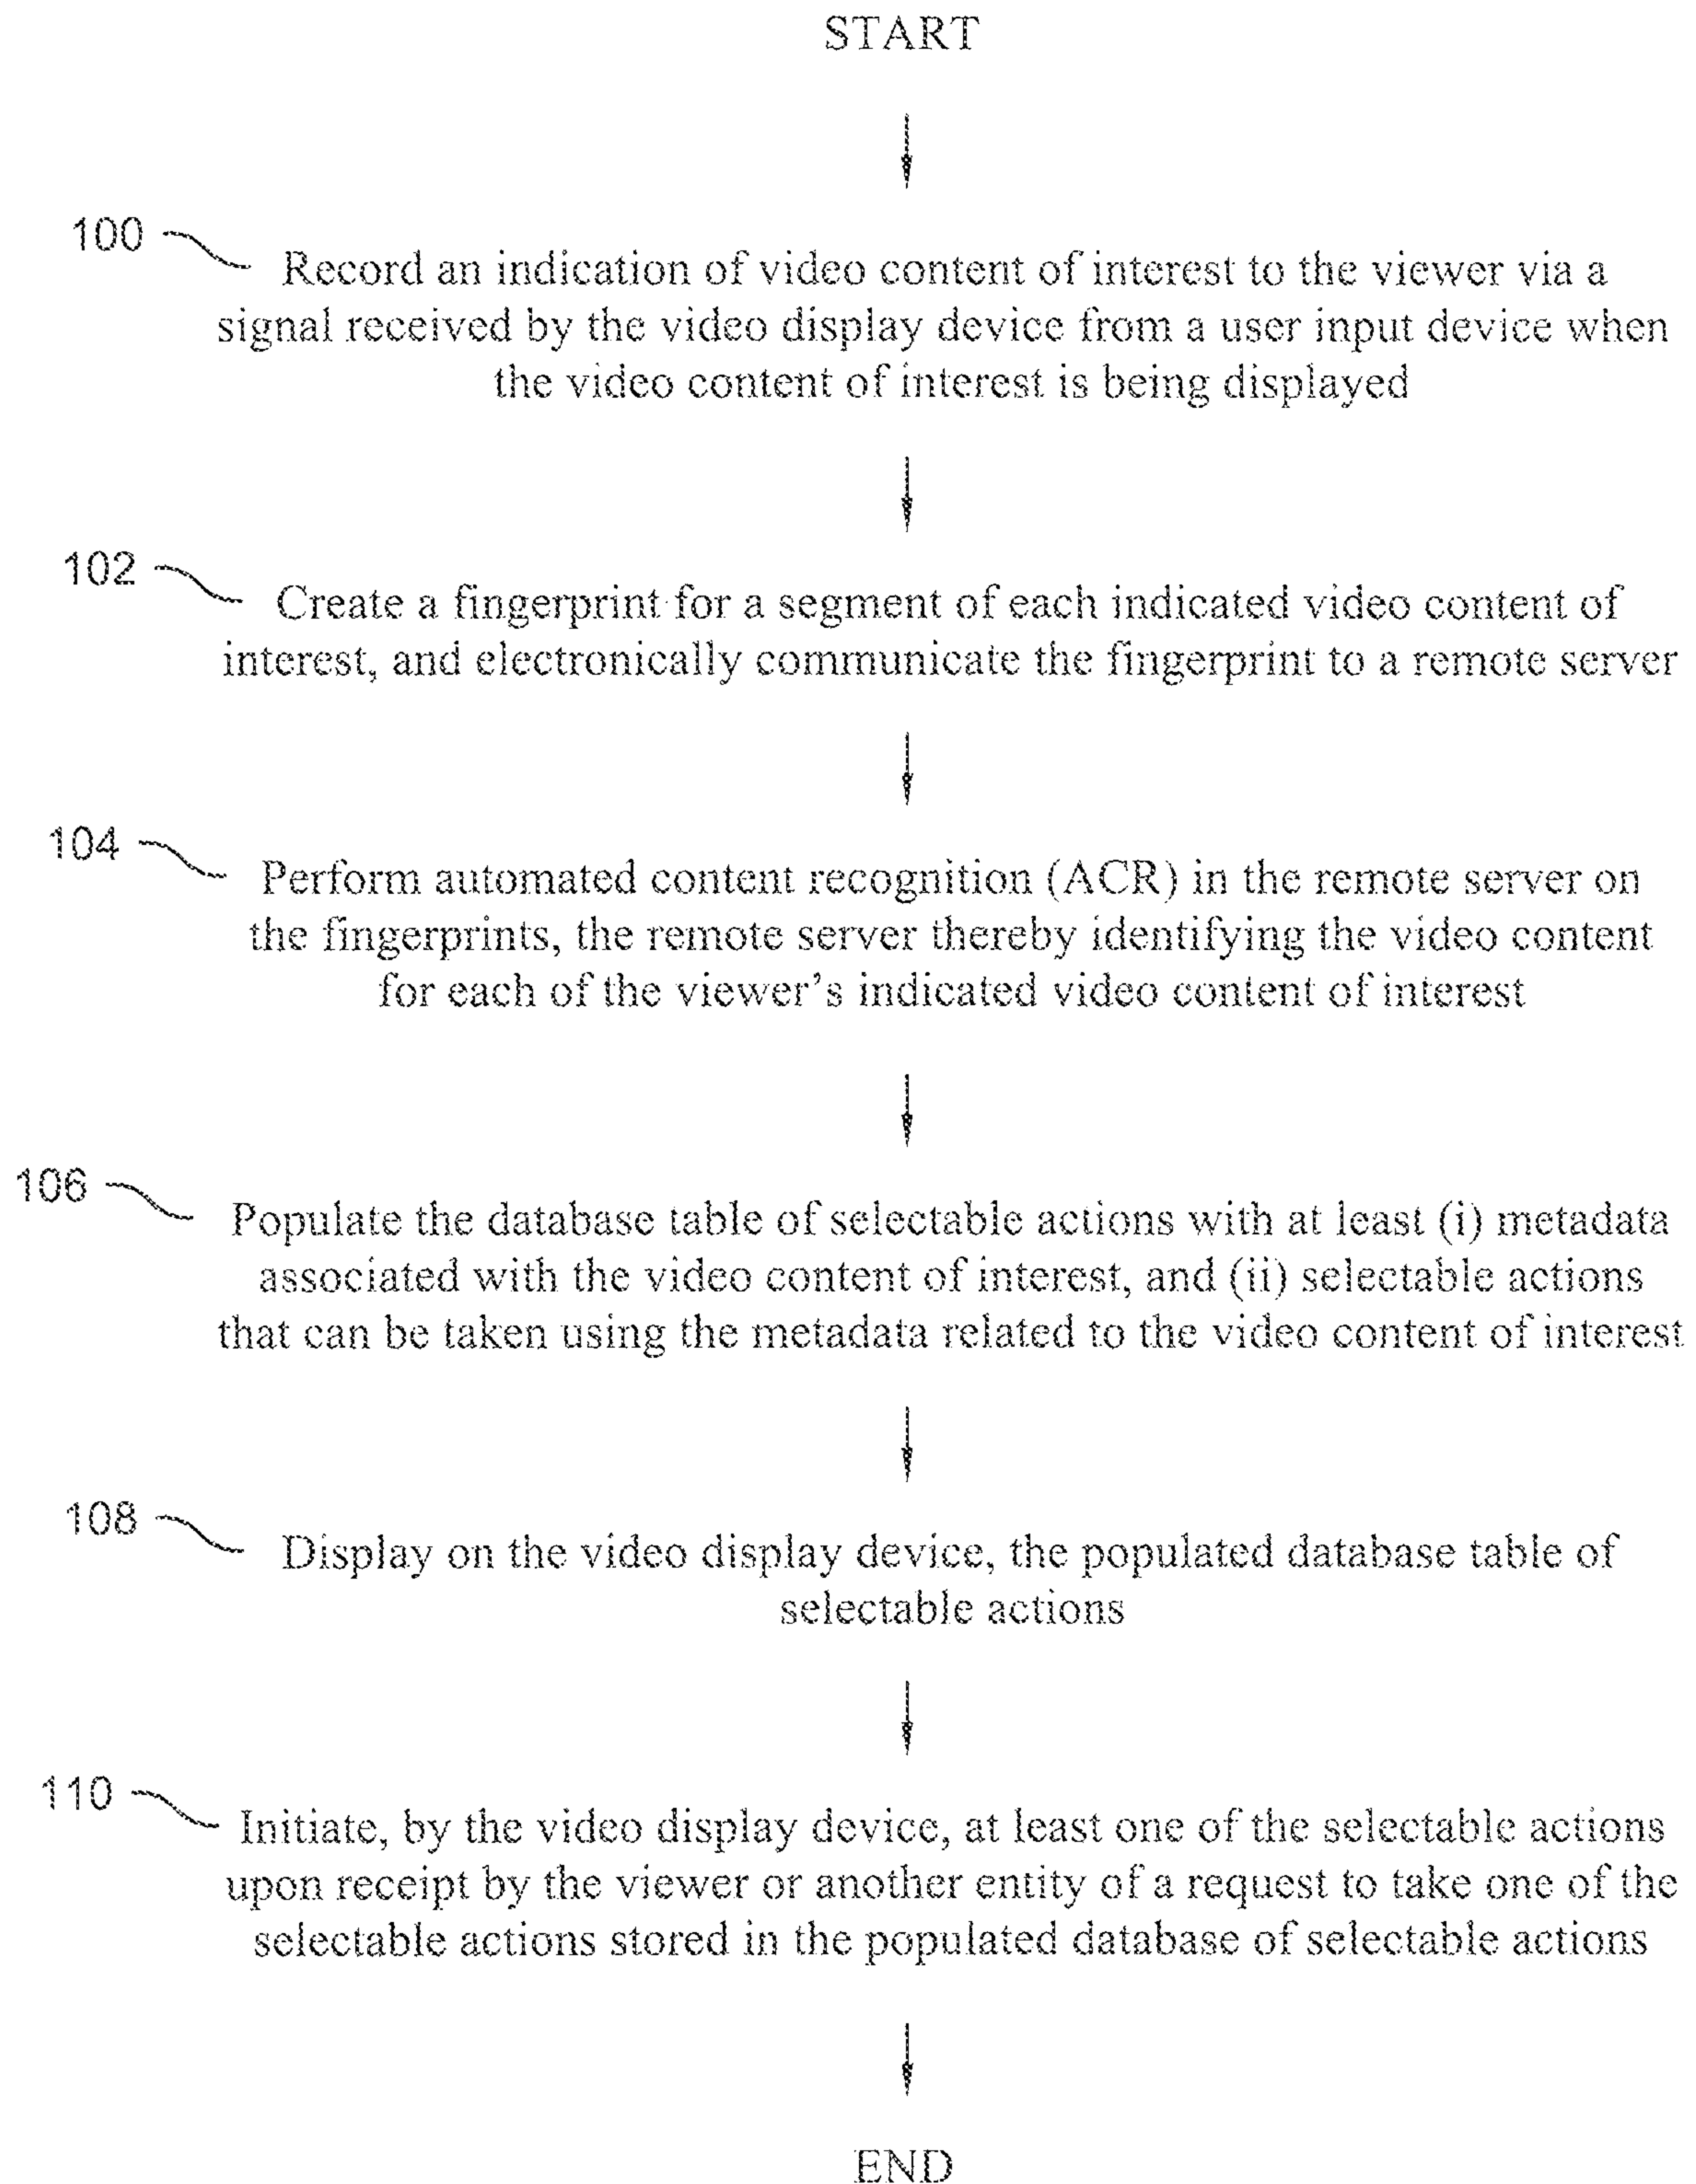 START
100
Record an indication of video content of interest to the viewer via a
signal received by the video display device from a user input device when
the video content of interest is being displayed
102
Create a fingerprint for a segment of each indicated video content of
interest, and electronically communicate the fingerprint to a remote server
104
Perform automated content recognition (ACR) in the remote server on
the fingerprints, the remote server thereby identifying the video content
for each of the viewer's indicated video content of interest
106
Populate the database table of selectable actions with at least (i) metadata
associated with the video content of interest, and (ii) selectable actions
that can be taken using the metadata related to the video content of interest
108
Display on the video display device, the populated database table of
selectable actions
110
Initiate, by the video display device, at least one of the selectable actions
upon receipt by the viewer or another entity of a request to take one of the
selectable actions stored in the populated database of selectable actions
END